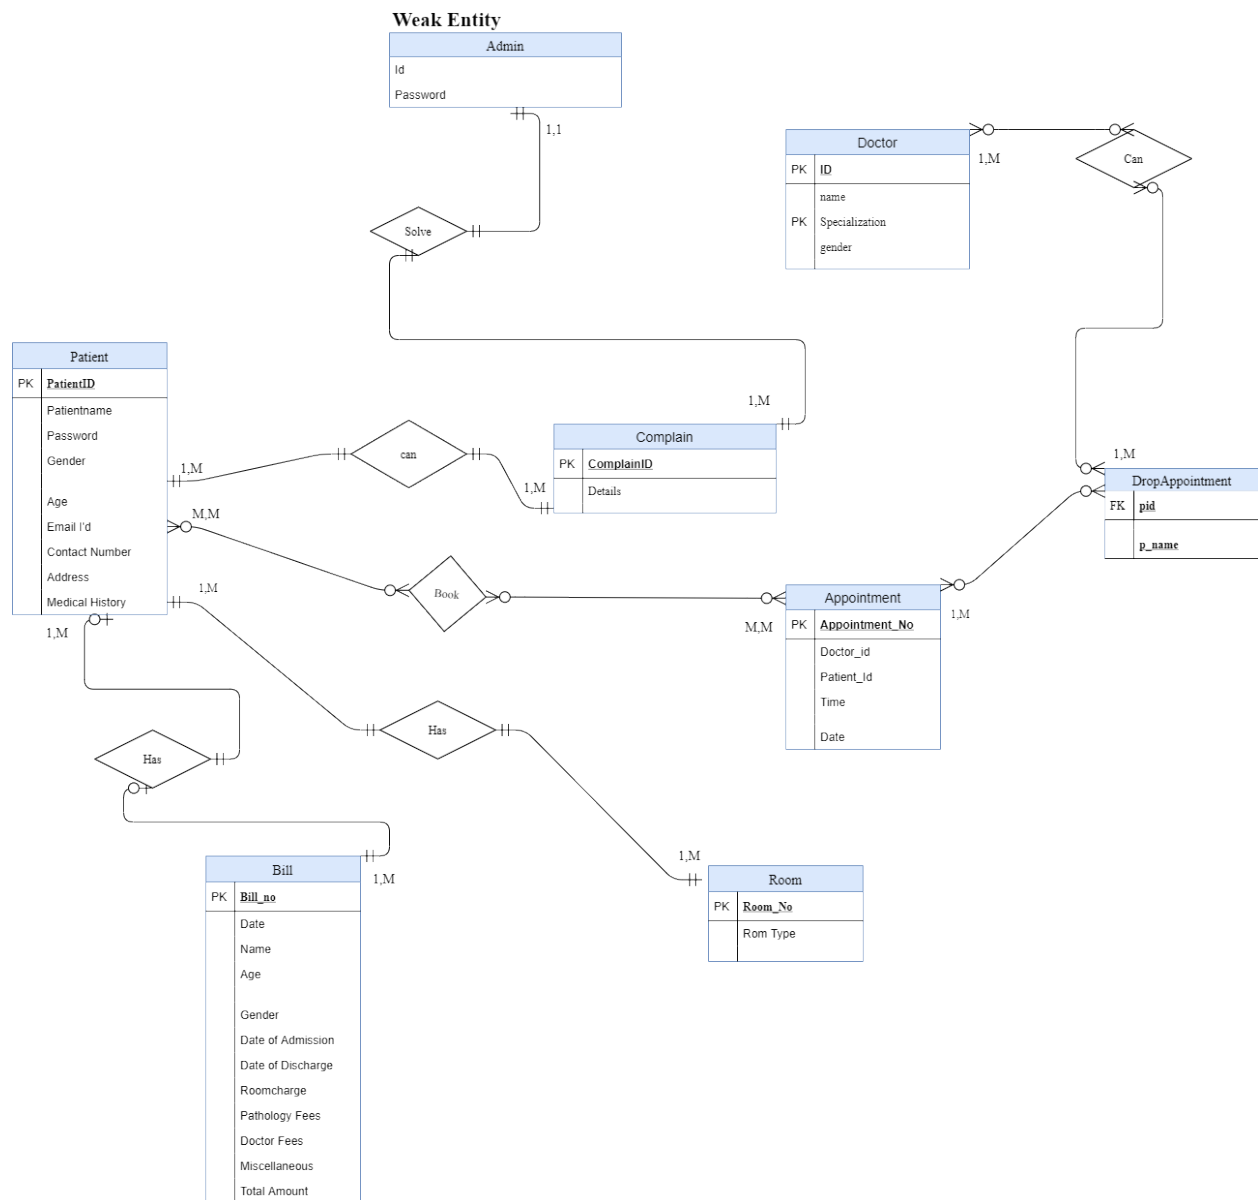 Weak Entity
Admin
Id
Password
1,1
Doctor
PK ID
name
PK Specialization
gender
1,M
Can
Solve
Patient
PK PatientID
Patientname
Password
Gender
Age
Email I'd
Contact Number
Address
Medical History
1,M
can
1,M
1,M
Complain
PK ComplainID
Details
1,M
DropAppointment
FK pid
p_name
M,M
Book
M,M
Appointment
PK Appointment_No
Doctor_id
Patient_Id
Time
Date
1,M
1,M
1,M
Has
Has
1,M
Bill
PK Bill_no
Date
Name
Age
Gender
Date of Admission
Date of Discharge
Roomcharge
Pathology Fees
Doctor Fees
Miscellaneous
Total Amount
1,M
Room
PK Room_No
Rom Type